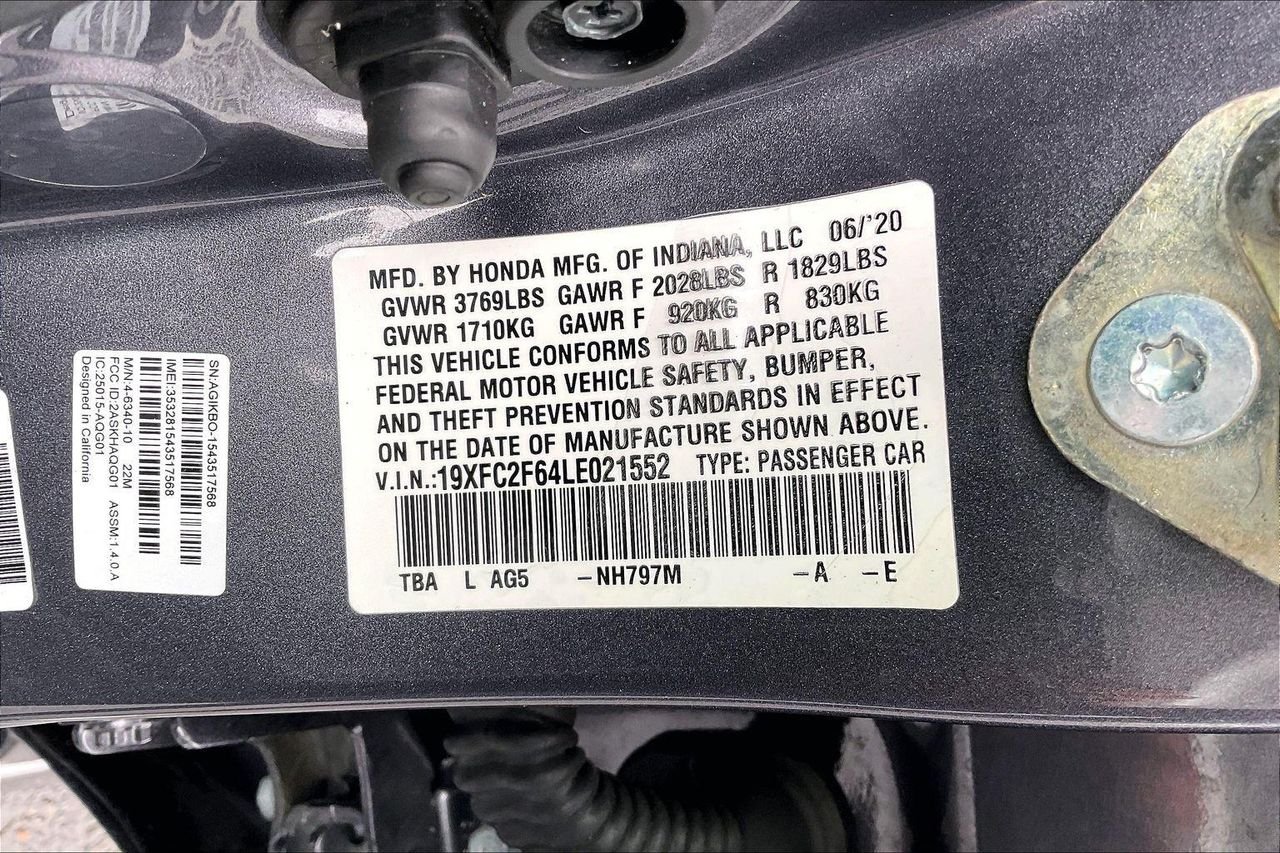 MFD. BY HONDA MFG. OF INDIANA, LLC 06/'20
GVWR 3769LBS GAWR F 2028LBS R 1829LBS
GVWR 1710KG GAWR F 920KG R 830KG
THIS VEHICLE CONFORMS TO ALL APPLICABLE
FEDERAL MOTOR VEHICLE SAFETY, BUMPER,
AND THEFT PREVENTION STANDARDS IN EFFECT
ON THE DATE OF MANUFACTURE SHOWN ABOVE.
V.I.N.:19XFC2F64LE021552 TYPE: PASSENGER CAR
TBA L AG5 -NH797M -A -E
SN:AGIKBO-1543517568
IMEI:353281543517568
M/N:4-6340-10 22M
FCC ID:2ASKHAQG01 ASSM:1.4.0.A
IC:25015-AQG01
Designed in California